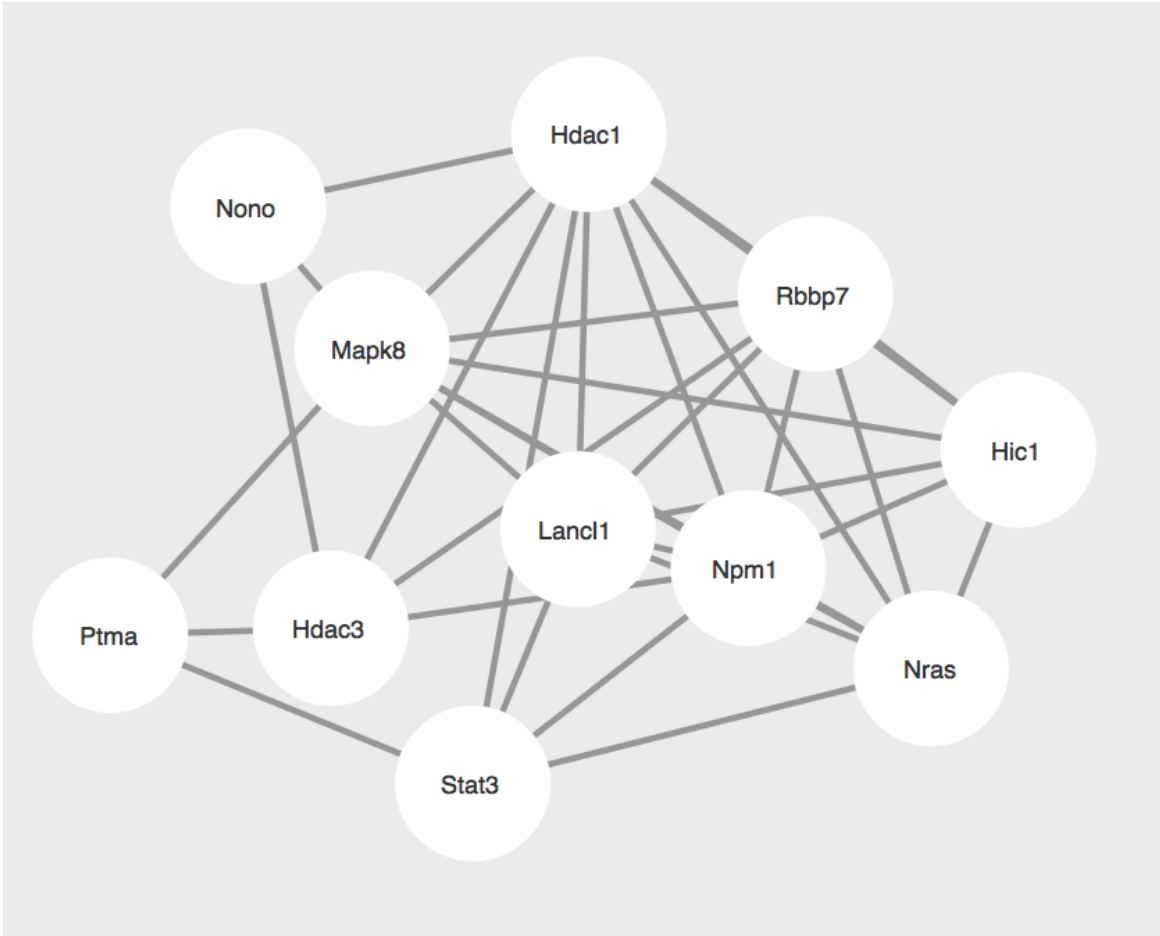 Hdac1
Nono
Rbbp7
Mapk8
Hic1
Lancl1
Npm1
Ptma
Hdac3
Nras
Stat3